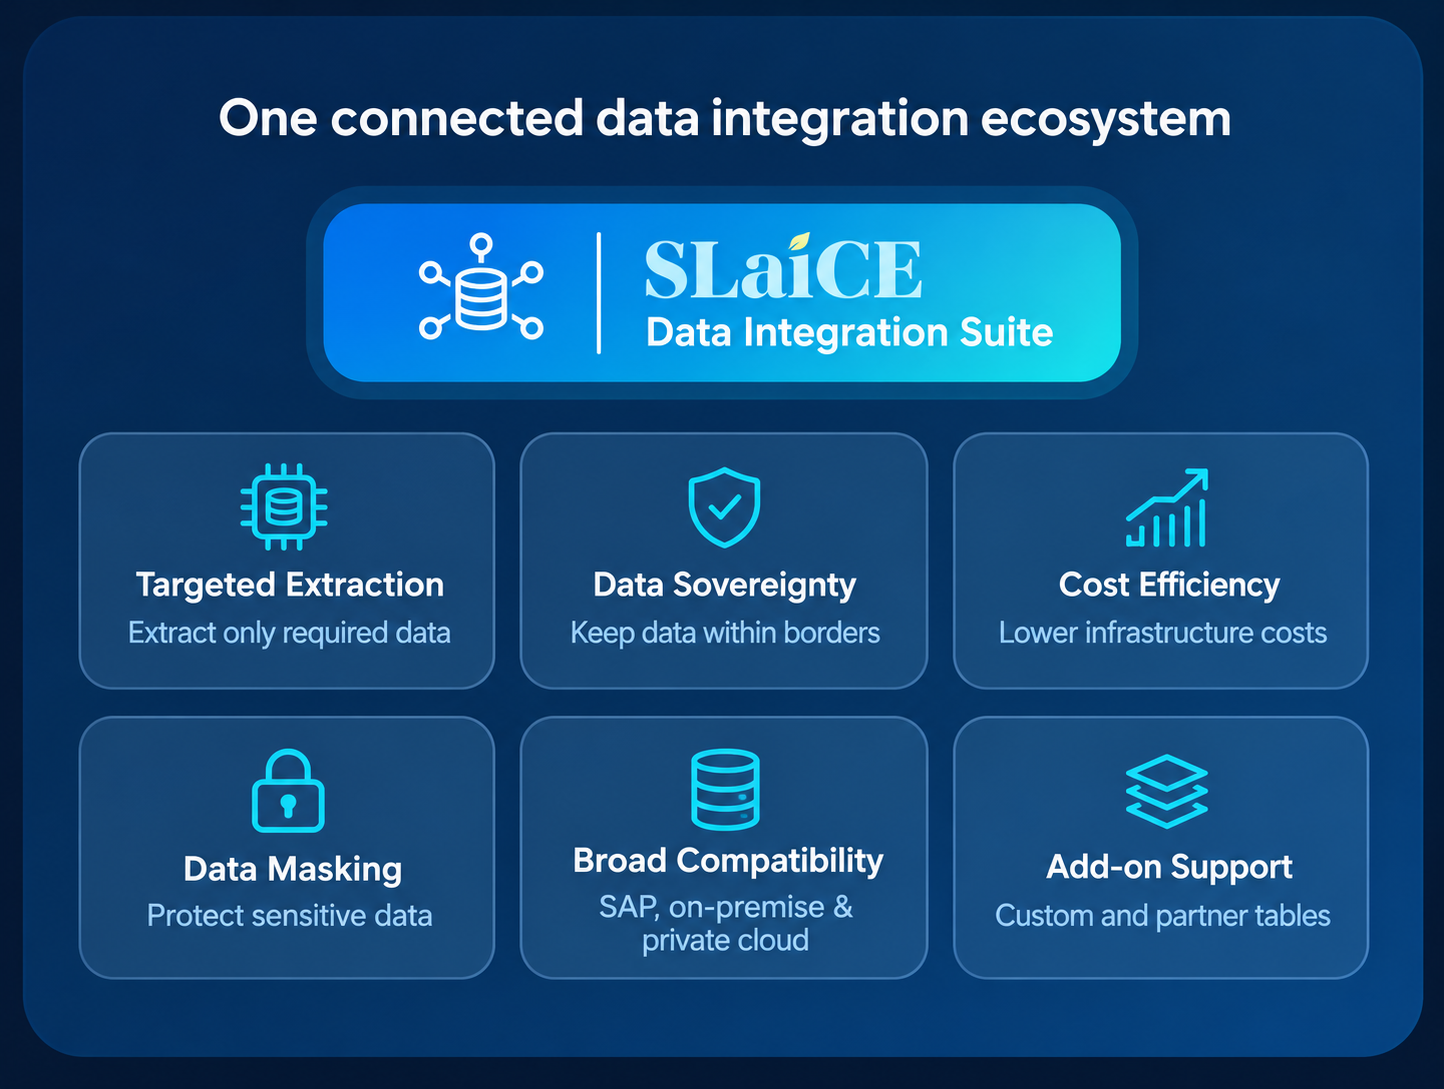 One connected data integration ecosystem
SLaiCE
Data Integration Suite
Targeted Extraction
Extract only required data
Data Sovereignty
Keep data within borders
Cost Efficiency
Lower infrastructure costs
Data Masking
Protect sensitive data
Broad Compatibility
SAP, on-premise &
private cloud
Add-on Support
Custom and partner tables